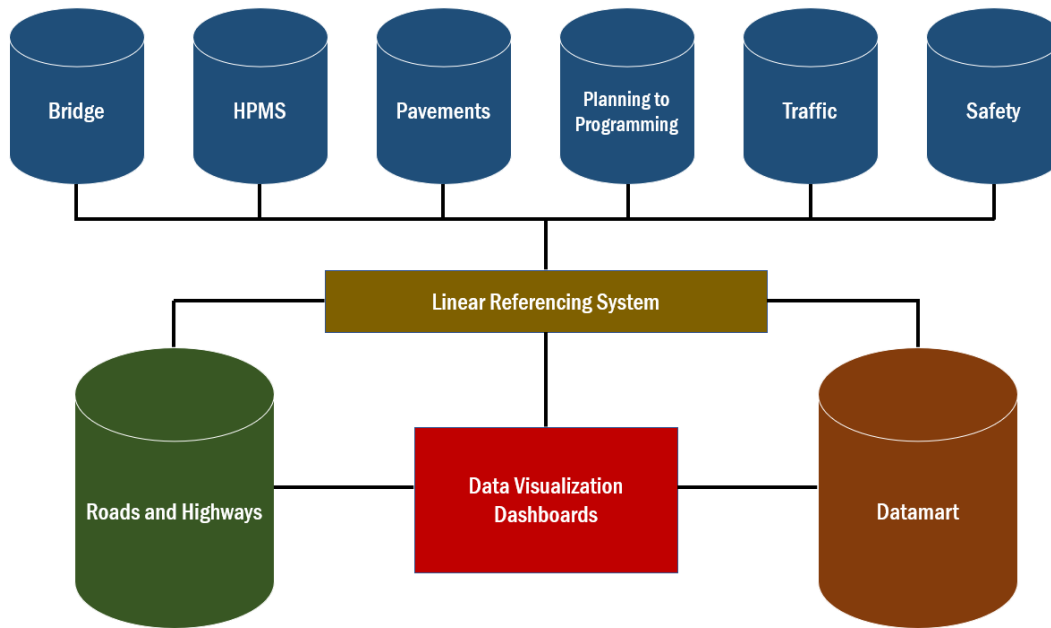 Bridge
HPMS
Pavements
Planning to
Programming
Traffic
Safety
Linear Referencing System
Roads and Highways
Data Visualization
Dashboards
Datamart